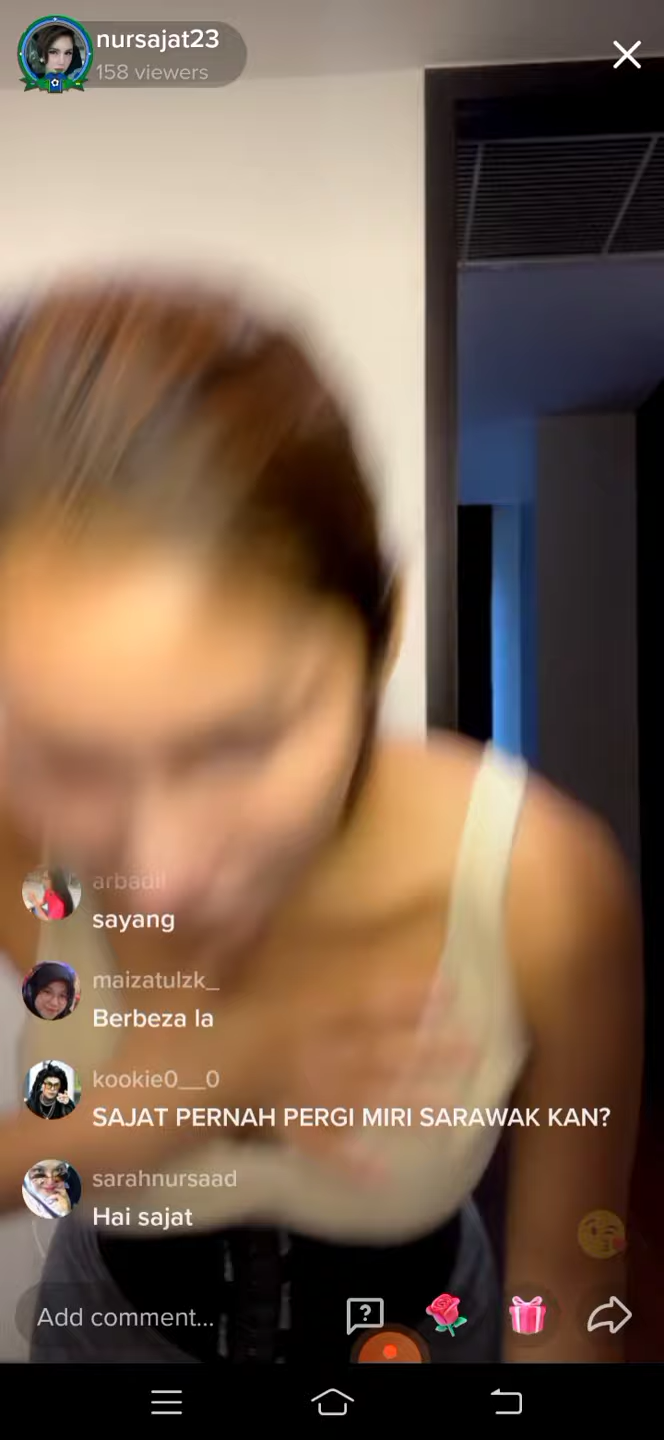 nursajat23
158 viewers
arbadil
sayang
maizatulzk_
Berbeza la
kookie0__0
SAJAT PERNAH PERGI MIRI SARAWAK KAN?
sarahnursaad
Hai sajat
Add comment...